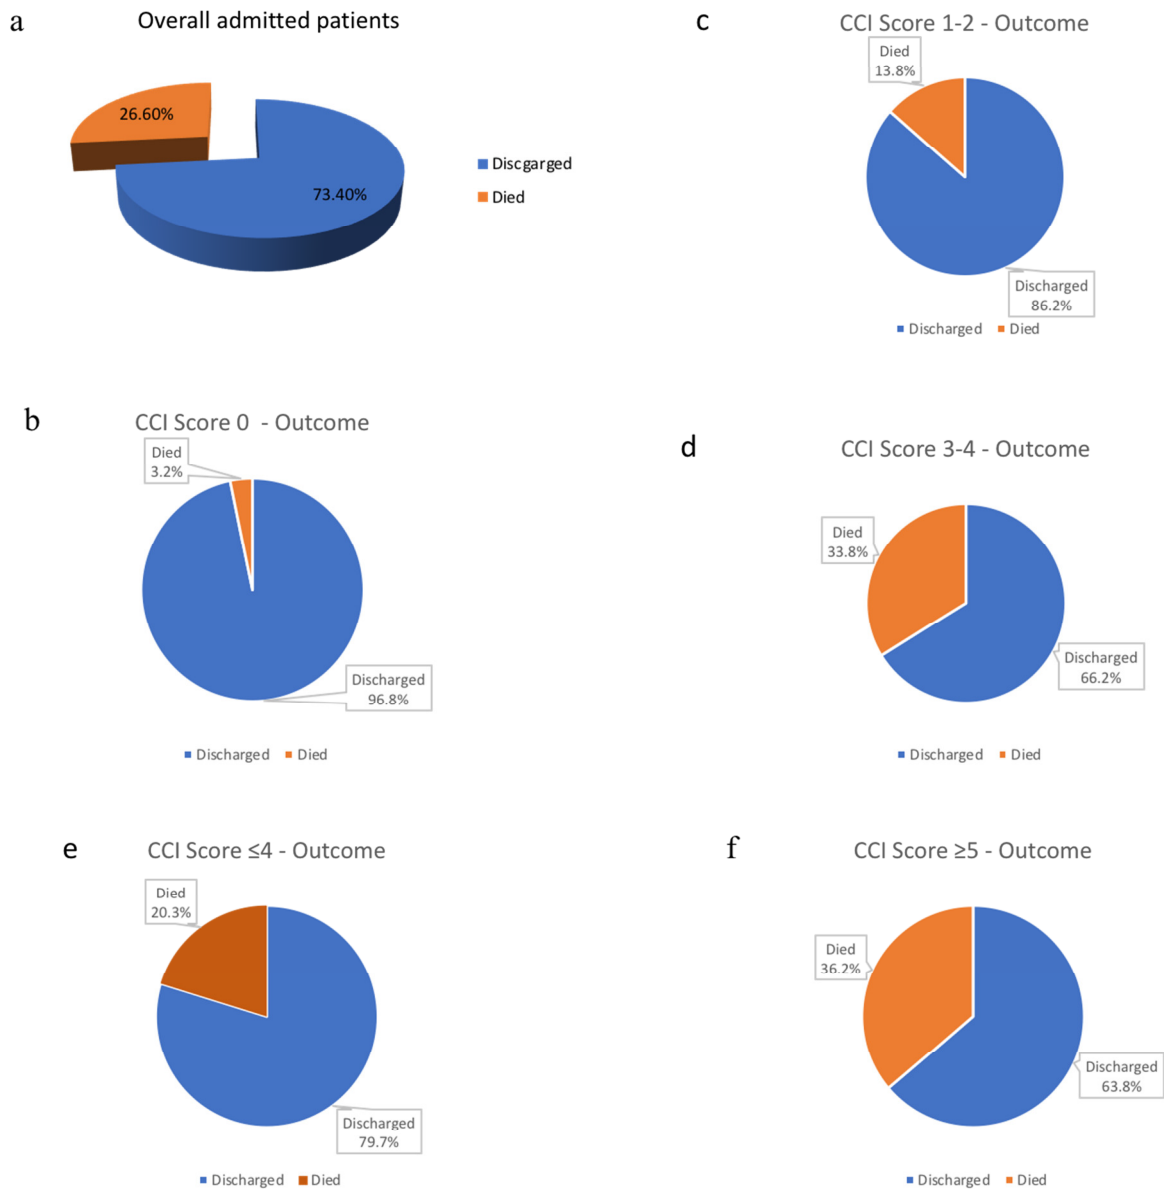 a
Overall admitted patients
26.60%
73.40%
Discgarged
Died
c
CCI Score 1-2 - Outcome
Died
13.8%
Discharged
86.2%
Discharged Died
b
CCI Score 0 - Outcome
Died
3.2%
Discharged
96.8%
Discharged Died
d
CCI Score 3-4 - Outcome
Died
33.8%
Discharged
66.2%
Discharged Died
e
CCI Score ≤4 - Outcome
Died
20.3%
Discharged
79.7%
Discharged Died
f
CCI Score ≥5 - Outcome
Died
36.2%
Discharged
63.8%
Discharged Died